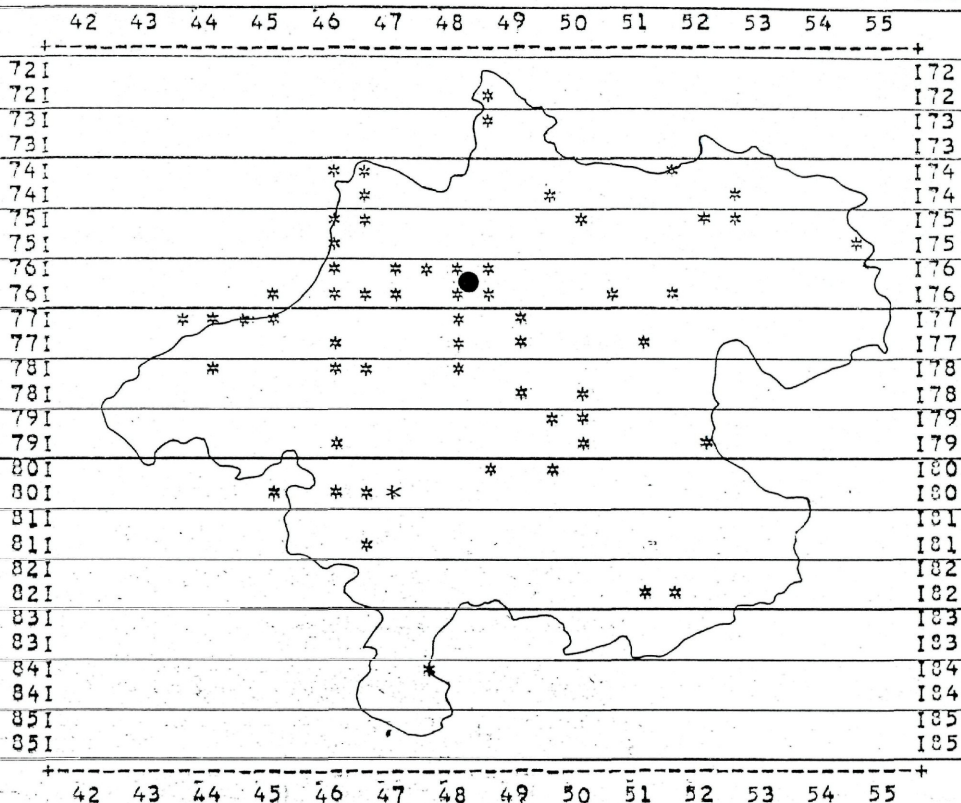 42 43 44 45 46 47 48 49 50 51 52 53 54 55
+------------------------------------------------------------------------+
72I I72
72I * I72
73I * I73
73I I73
74I * * * I74
74I * * * I74
75I * * * * * I75
75I * * I75
76I * * * * * I76
76I * * * * * * * * I76
77I * * * * * * I77
77I * * * * I77
78I * * * * I78
78I * * I78
79I * * I79
79I * * * I79
80I * * I80
80I * * * * I80
81I I81
81I * I81
82I I82
82I * * I82
83I I83
83I I83
84I * I84
84I I84
85I I85
85I I85
+------------------------------------------------------------------------+
42 43 44 45 46 47 48 49 50 51 52 53 54 55